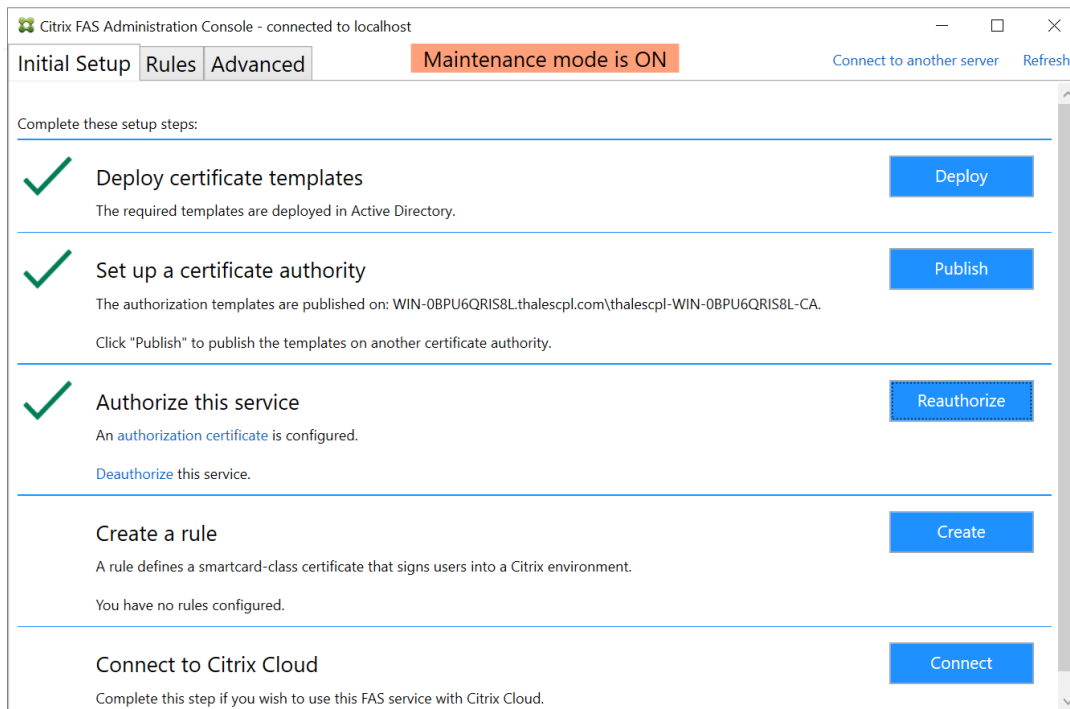 Citrix FAS Administration Console - connected to localhost
Initial Setup Rules Advanced Maintenance mode is ON Connect to another server Refresh
Complete these setup steps:
Deploy certificate templates Deploy
The required templates are deployed in Active Directory.
Set up a certificate authority Publish
The authorization templates are published on: WIN-0BPU6QRIS8L.thalescpl.com\thalescpl-WIN-0BPU6QRIS8L-CA.
Click "Publish" to publish the templates on another certificate authority.
Authorize this service Reauthorize
An authorization certificate is configured.
Deauthorize this service.
Create a rule Create
A rule defines a smartcard-class certificate that signs users into a Citrix environment.
You have no rules configured.
Connect to Citrix Cloud Connect
Complete this step if you wish to use this FAS service with Citrix Cloud.